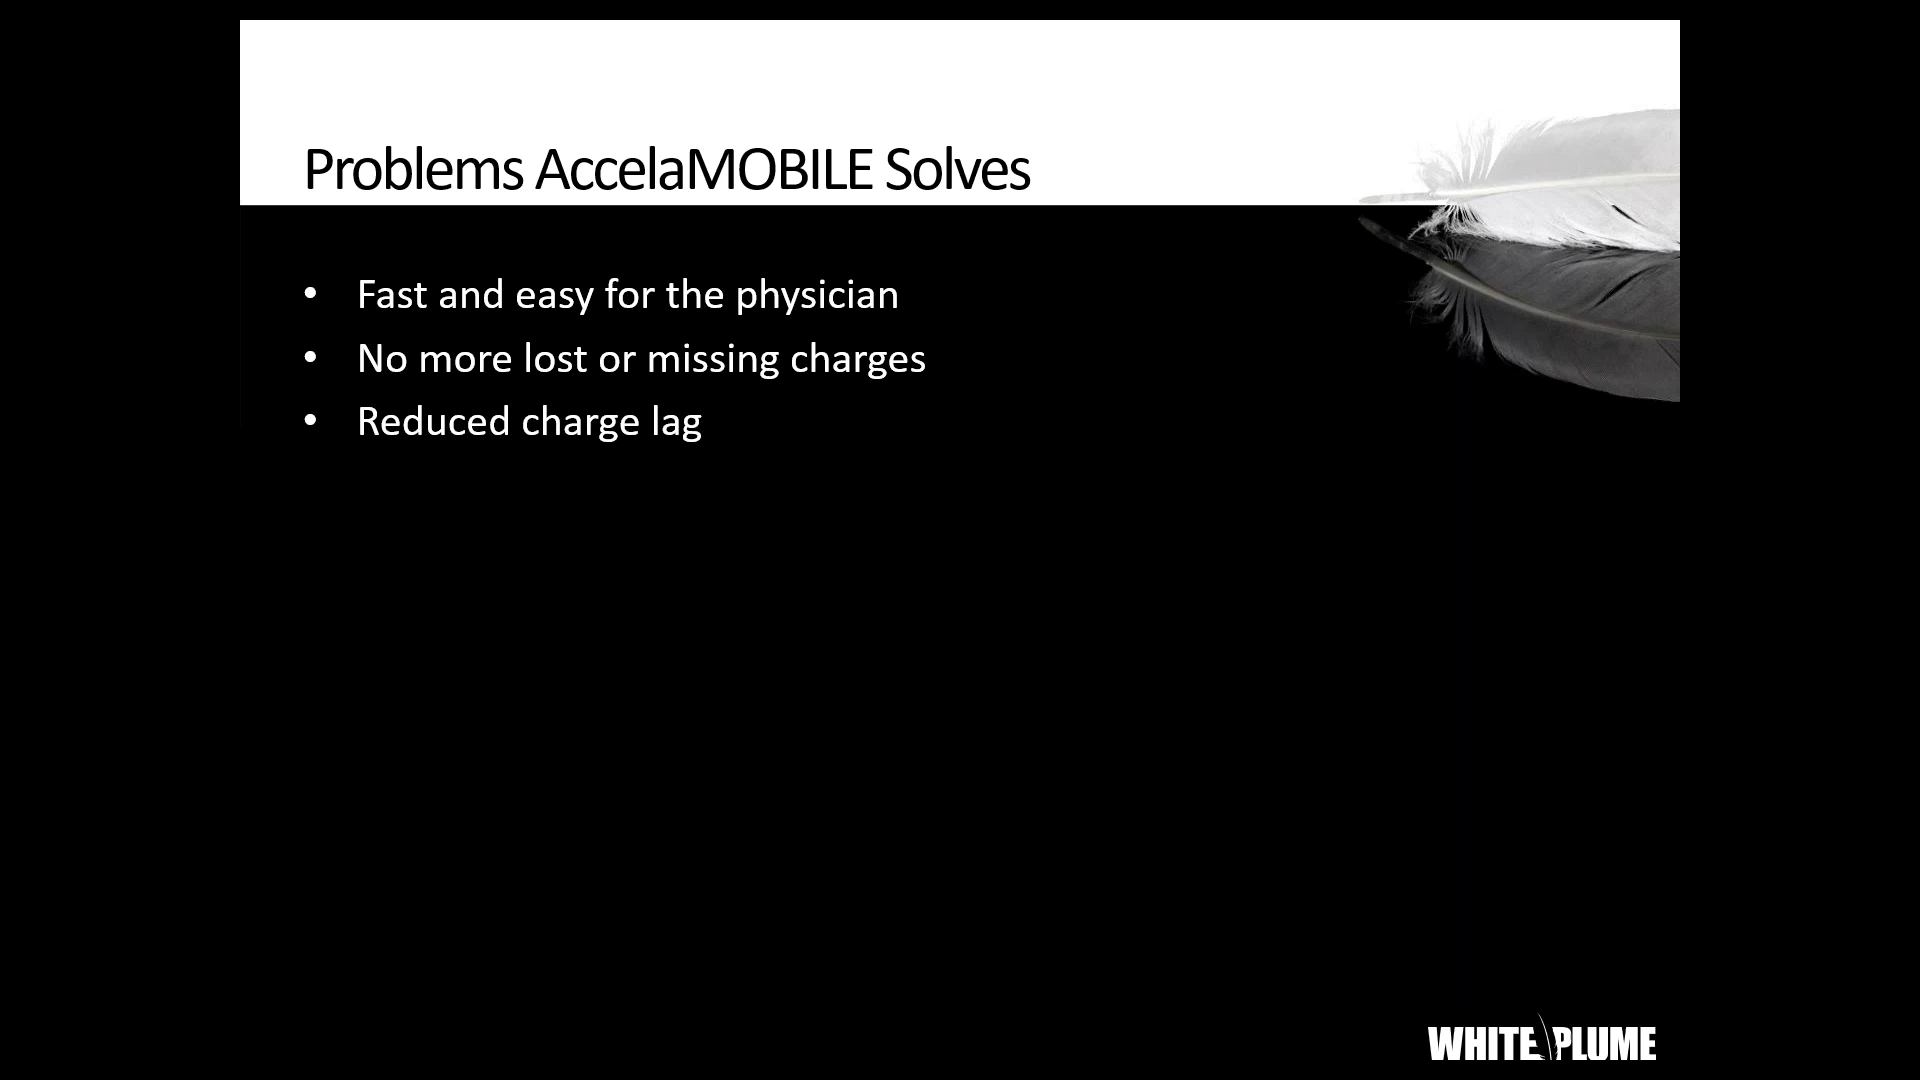 Problems AccelaMOBILE Solves
• Fast and easy for the physician
• No more lost or missing charges
• Reduced charge lag
WHITE PLUME